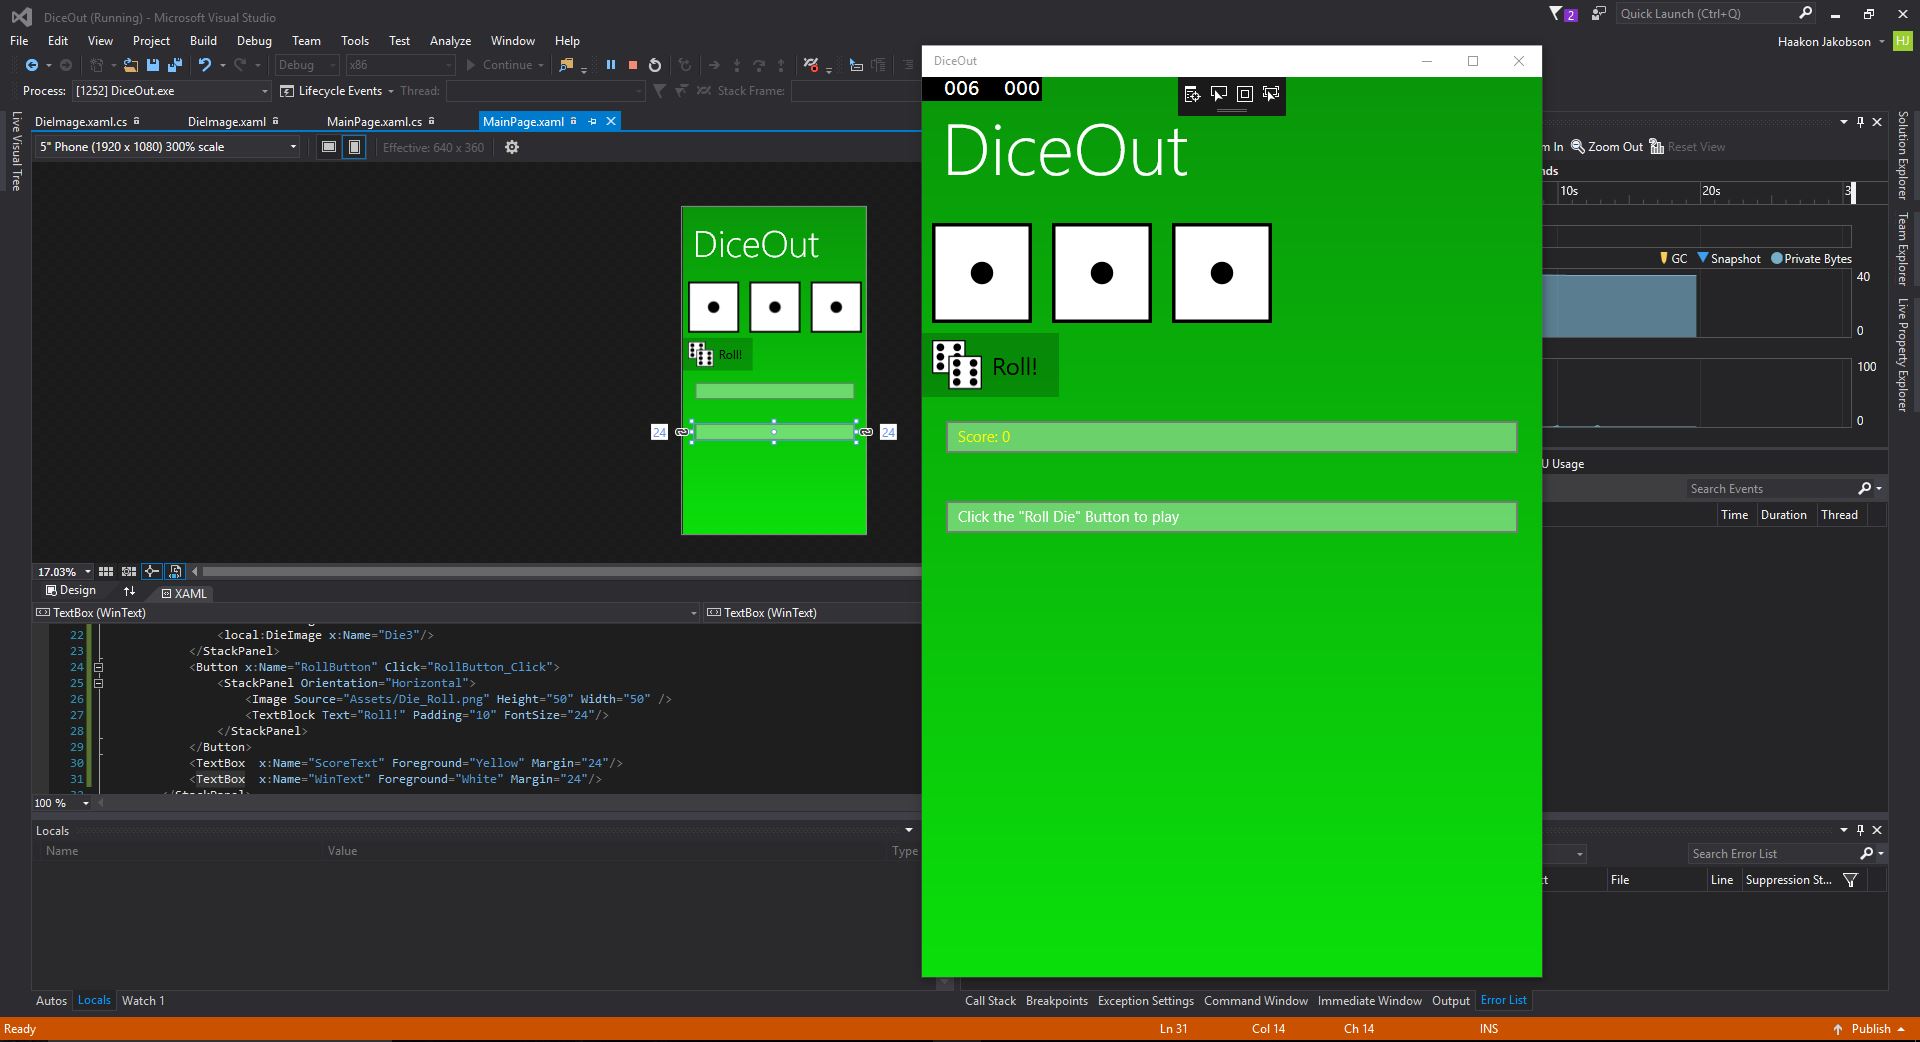 DiceOut (Running) - Microsoft Visual Studio
2
Quick Launch (Ctrl+Q)
File Edit View Project Build Debug Team Tools Test Analyze Window Help
Haakon Jakobson HJ
Debug x86 Continue
Process: [1252] DiceOut.exe Lifecycle Events Thread: Stack Frame:
Live Visual Tree
DieImage.xaml.cs DieImage.xaml MainPage.xaml.cs MainPage.xaml
5" Phone (1920 x 1080) 300% scale Effective: 640 x 360
DiceOut
Roll!
24 24
17.03%
Design XAML
TextBox (WinText) TextBox (WinText)
22 <local:DieImage x:Name="Die3"/>
23 </StackPanel>
24 <Button x:Name="RollButton" Click="RollButton_Click">
25 <StackPanel Orientation="Horizontal">
26 <Image Source="Assets/Die_Roll.png" Height="50" Width="50" />
27 <TextBlock Text="Roll!" Padding="10" FontSize="24"/>
28 </StackPanel>
29 </Button>
30 <TextBox x:Name="ScoreText" Foreground="Yellow" Margin="24"/>
31 <TextBox x:Name="WinText" Foreground="White" Margin="24"/>
100 %
Locals
Name Value Type
Autos Locals Watch 1
DiceOut
006 000
DiceOut
Roll!
Score: 0
Click the "Roll Die" Button to play
m In Zoom Out Reset View
nds
10s 20s 3
GC Snapshot Private Bytes
40
0
100
0
U Usage
Search Events
Time Duration Thread
Solution Explorer
Team Explorer
Live Property Explorer
Search Error List
ct File Line Suppression St...
Call Stack Breakpoints Exception Settings Command Window Immediate Window Output Error List
Ready Ln 31 Col 14 Ch 14 INS Publish